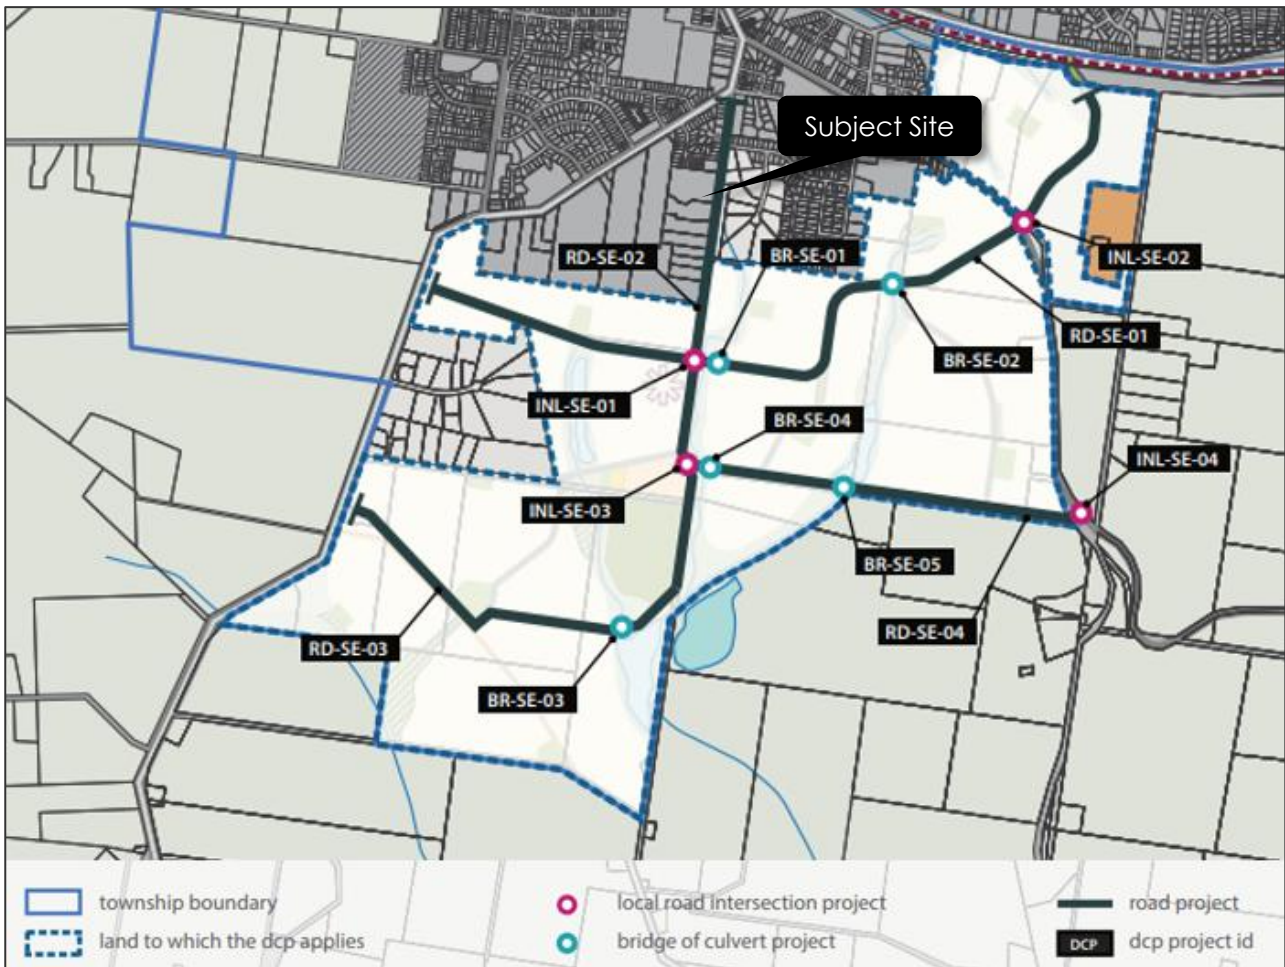 Subject Site
RD-SE-02
BR-SE-01
INL-SE-02
RD-SE-01
BR-SE-02
INL-SE-01
BR-SE-04
INL-SE-04
INL-SE-03
BR-SE-05
RD-SE-04
RD-SE-03
BR-SE-03
township boundary
local road intersection project
road project
land to which the dcp applies
bridge of culvert project
DCP
dcp project id